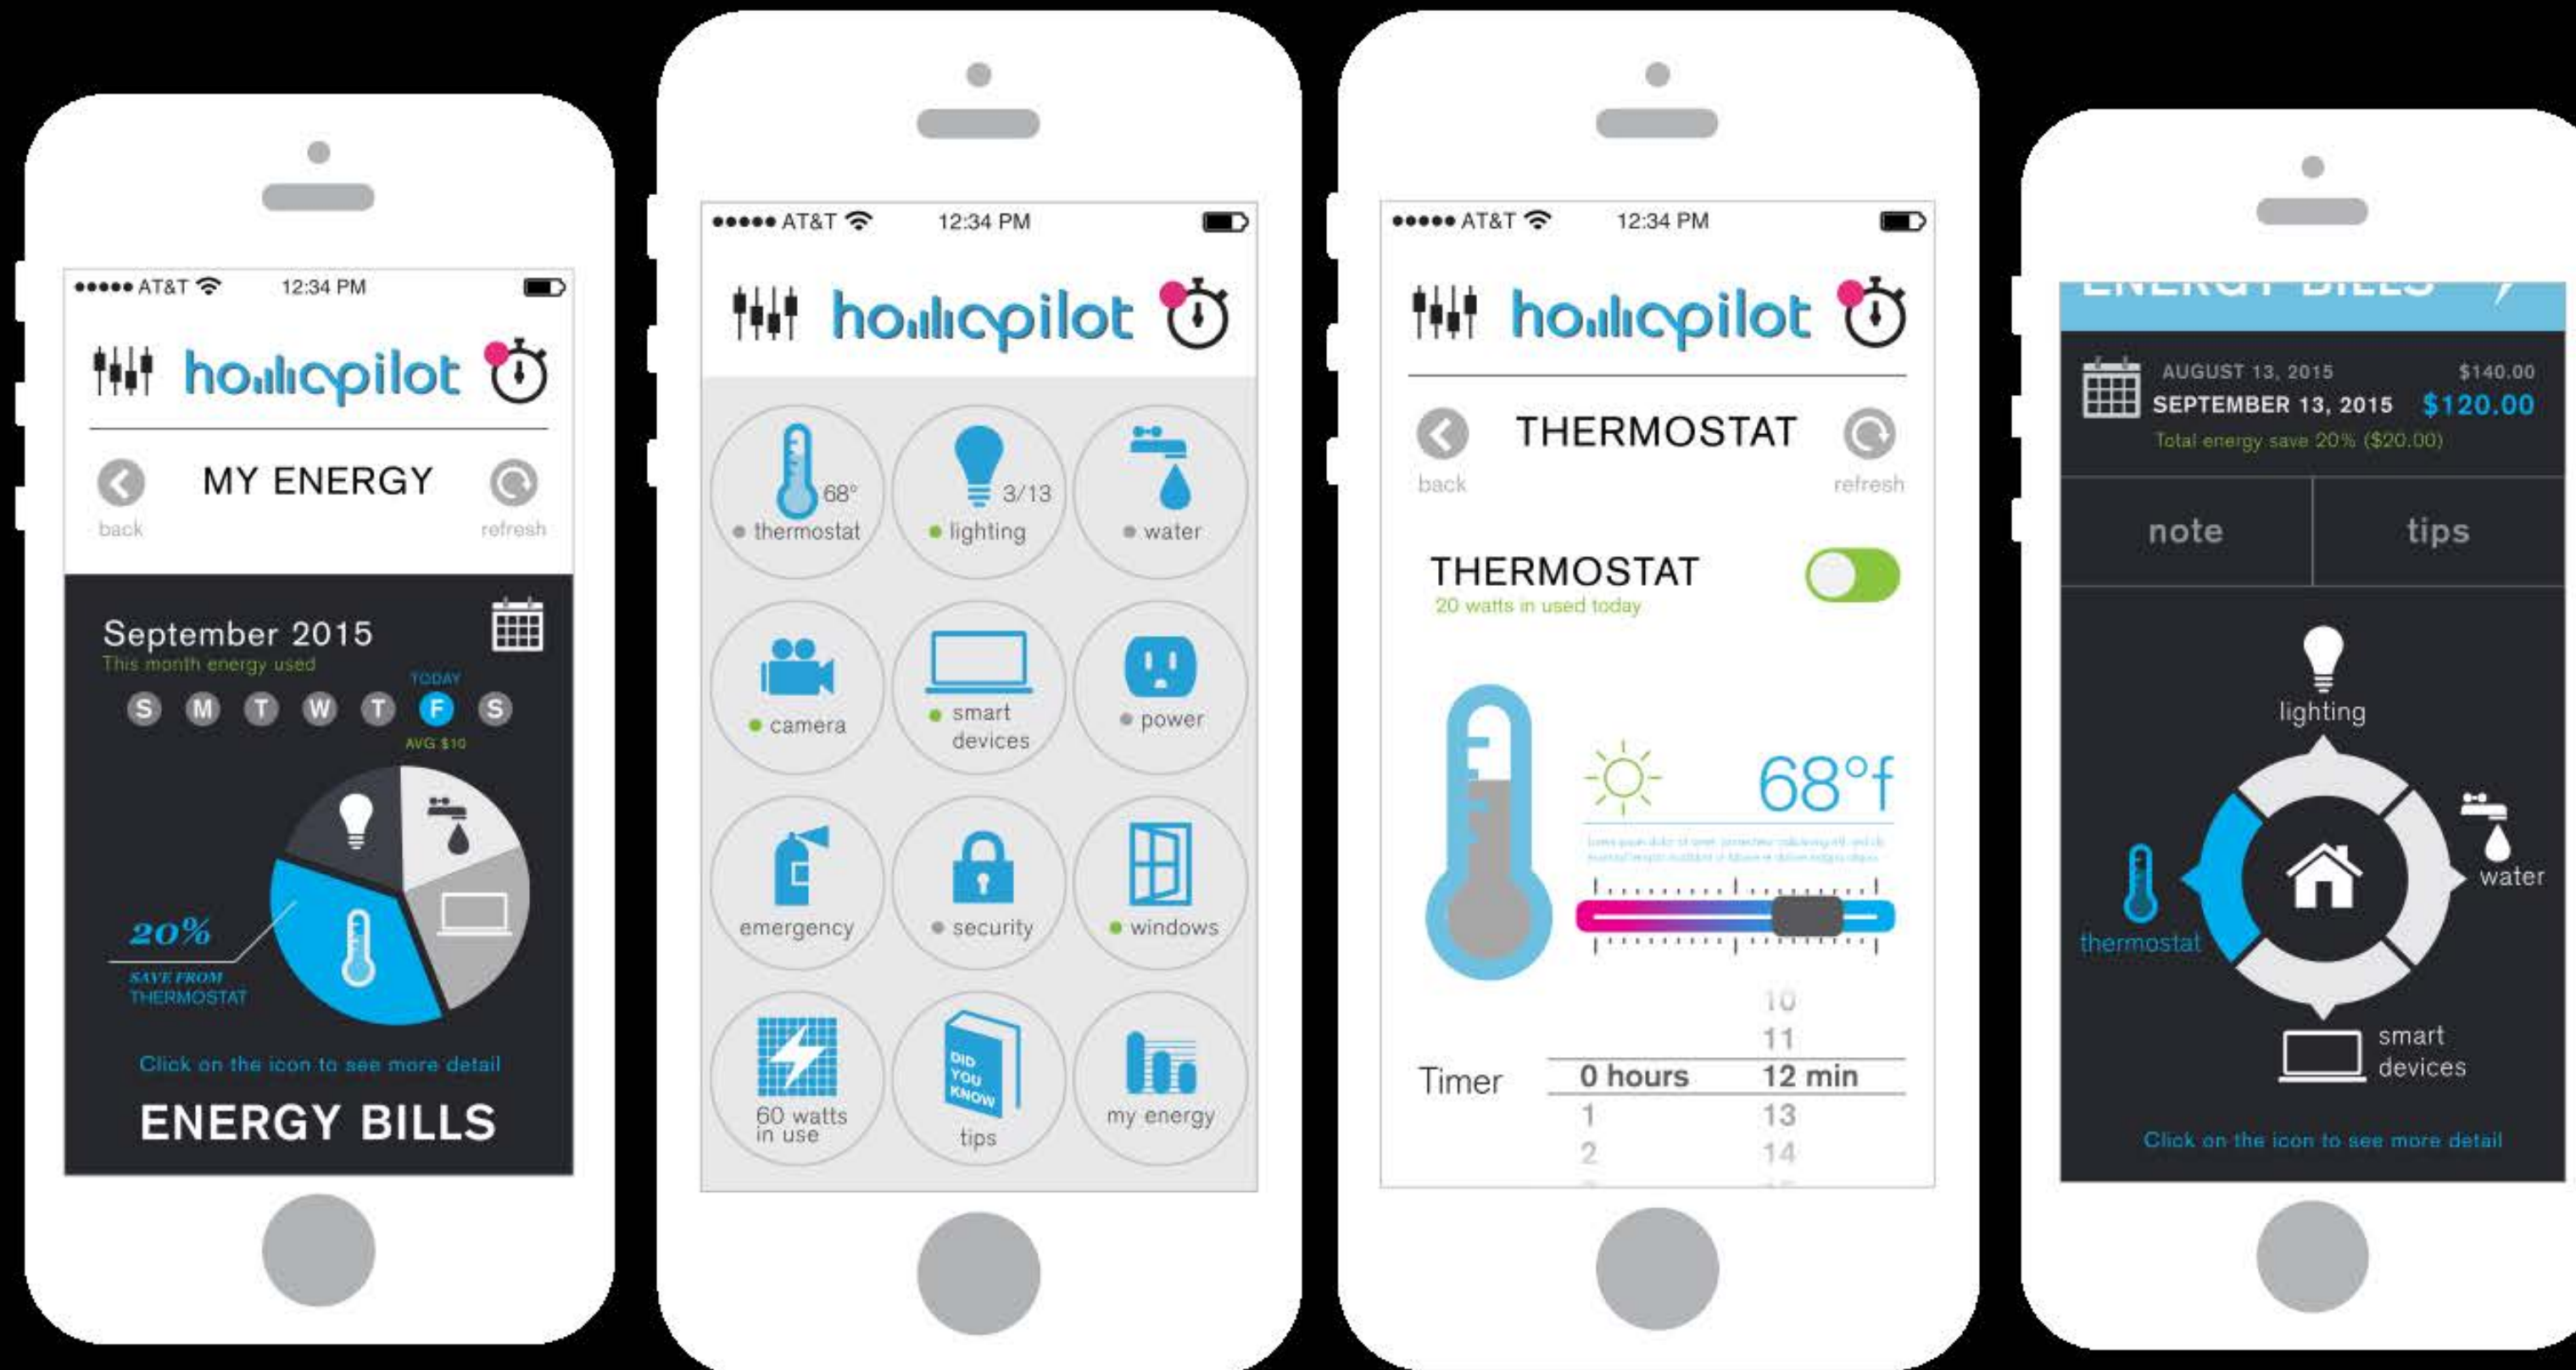 AT&T 12:34 PM
homepilot
MY ENERGY
back
refresh
September 2015
This month energy used
TODAY
S M T W T F S
AVG $10
20%
SAVE FROM
THERMOSTAT
Click on the icon to see more detail
ENERGY BILLS
AT&T 12:34 PM
homepilot
68°
thermostat
3/13
lighting
water
camera
smart
devices
power
emergency
security
windows
60 watts
in use
DID
YOU
KNOW
tips
my energy
AT&T 12:34 PM
homepilot
THERMOSTAT
back
refresh
THERMOSTAT
20 watts in used today
68°f
10
11
Timer 0 hours 12 min
1 13
2 14
ENERGY BILLS
AUGUST 13, 2015 $140.00
SEPTEMBER 13, 2015 $120.00
Total energy save 20% ($20.00)
note tips
lighting
water
thermostat
smart
devices
Click on the icon to see more detail